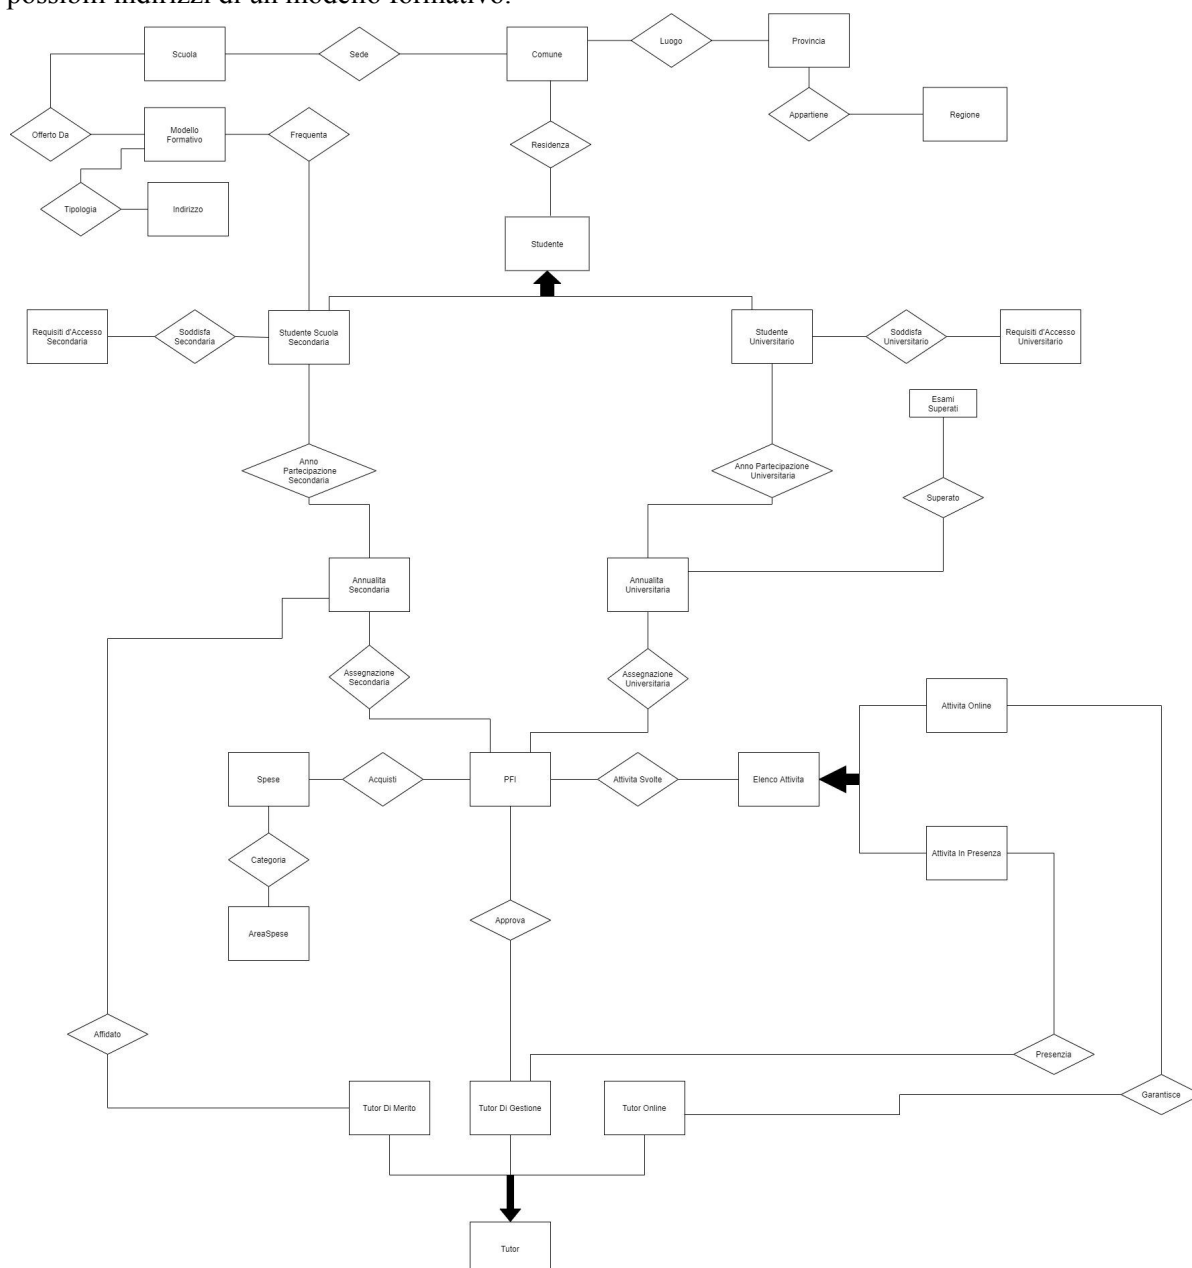 possibili indirizzi di un modello formativo.
Scuola
Sede
Comune
Luogo
Provincia
Offerto Da
Modello
Formativo
Frequenta
Appartiene
Regione
Residenza
Tipologia
Indirizzo
Studente
Requisiti d'Accesso
Secondaria
Soddisfa
Secondaria
Studente Scuola
Secondaria
Studente
Universitario
Soddisfa
Universitario
Requisiti d'Accesso
Universitario
Esami
Superati
Anno
Partecipazione
Secondaria
Anno Partecipazione
Universitaria
Superato
Annualita
Secondaria
Annualita
Universitaria
Assegnazione
Secondaria
Assegnazione
Universitaria
Attivita Online
Spese
Acquisti
PFI
Attivita Svolte
Elenco Attivita
Categoria
Attivita In Presenza
Approva
AreaSpese
Affidato
Presenzia
Tutor Di Merito
Tutor Di Gestione
Tutor Online
Garantisce
Tutor